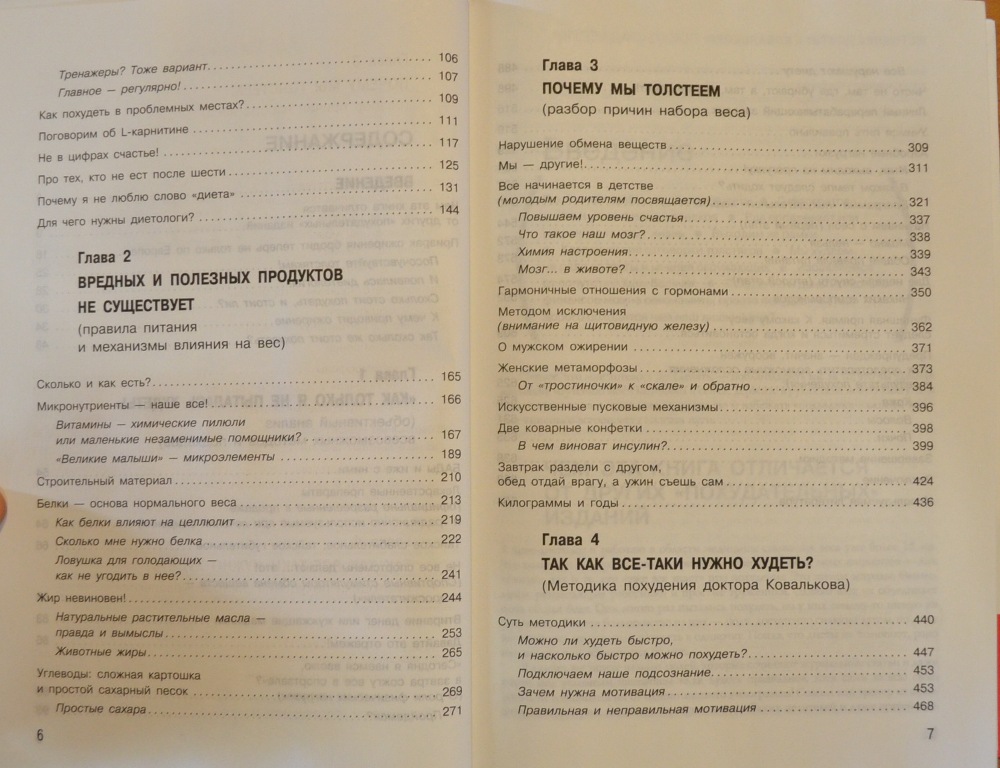 Тренажеры? Тоже вариант........ 106
Главное — регулярно!........ 107
Как похудеть в проблемных местах?........ 109
Поговорим об L-карнитине........ 111
Не в цифрах счастье!........ 117
Про тех, кто не ест после шести........ 125
Почему я не люблю слово «диета»........ 131
Для чего нужны диетологи?........ 144
Глава 2
ВРЕДНЫХ И ПОЛЕЗНЫХ ПРОДУКТОВ
НЕ СУЩЕСТВУЕТ
(правила питания
и механизмы влияния на вес)
Сколько и как есть?........ 165
Микронутриенты — наше все!........ 166
Витамины — химические пилюли
или маленькие незаменимые помощники?........ 167
«Великие малыши» — микроэлементы........ 189
Строительный материал........ 210
Белки — основа нормального веса........ 213
Как белки влияют на целлюлит........ 219
Сколько мне нужно белка........ 222
Ловушка для голодающих —
как не угодить в нее?........ 241
Жир невиновен!........ 244
Натуральные растительные масла —
правда и вымыслы........ 253
Животные жиры........ 265
Углеводы: сложная картошка
и простой сахарный песок........ 269
Простые сахара........ 271
6
Глава 3
ПОЧЕМУ МЫ ТОЛСТЕЕМ
(разбор причин набора веса)
Нарушение обмена веществ........ 309
Мы — другие!........ 311
Все начинается в детстве
(молодым родителям посвящается)........ 321
Повышаем уровень счастья........ 337
Что такое наш мозг?........ 338
Химия настроения........ 339
Мозг... в животе?........ 343
Гармоничные отношения с гормонами........ 350
Методом исключения
(внимание на щитовидную железу)........ 362
О мужском ожирении........ 371
Женские метаморфозы........ 373
От «тростиночки» к «скале» и обратно........ 384
Искусственные пусковые механизмы........ 396
Две коварные конфетки........ 398
В чем виноват инсулин?........ 399
Завтрак раздели с другом,
обед отдай врагу, а ужин съешь сам........ 424
Килограммы и годы........ 436
Глава 4
ТАК КАК ВСЕ-ТАКИ НУЖНО ХУДЕТЬ?
(Методика похудения доктора Ковалькова)
Суть методики........ 440
Можно ли худеть быстро,
и насколько быстро можно похудеть?........ 447
Подключаем наше подсознание........ 453
Зачем нужна мотивация........ 453
Правильная и неправильная мотивация........ 468
7